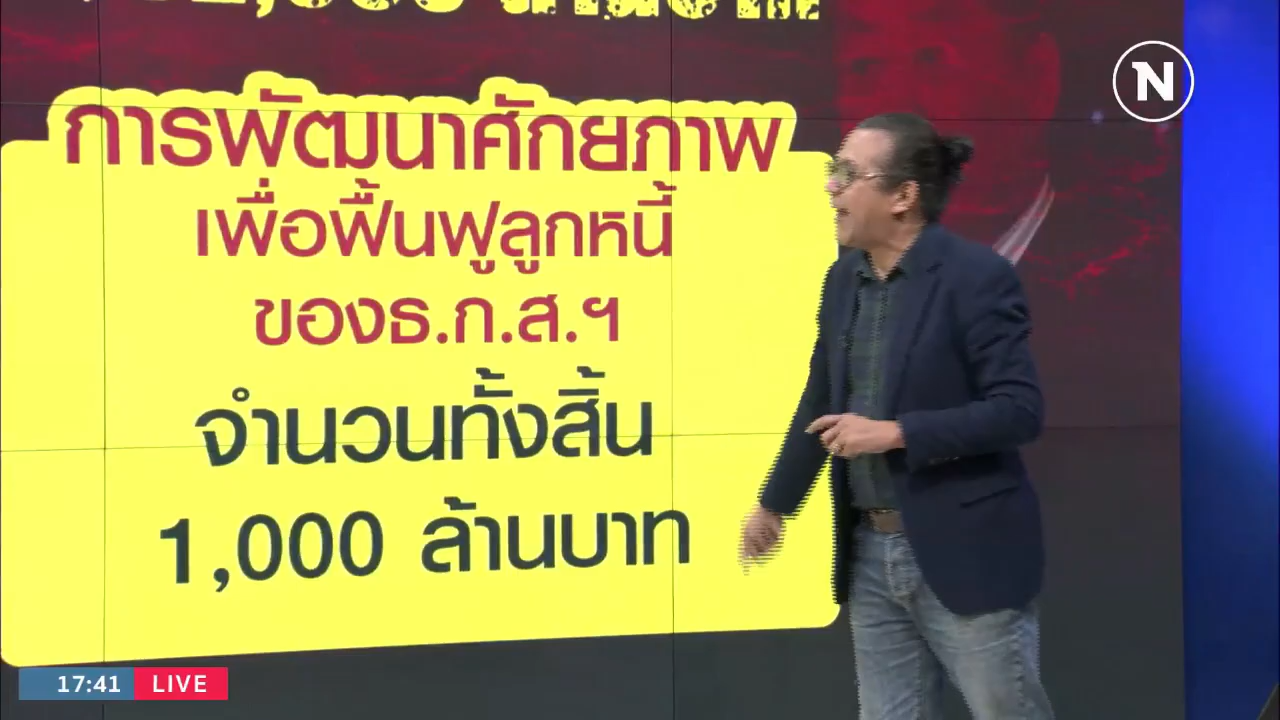 N
การพัฒนาศักยภาพ
เพื่อฟื้นฟูลูกหนี้
ของธ.ก.ส.ฯ
จำนวนทั้งสิ้น
1,000 ล้านบาท
17:41 LIVE